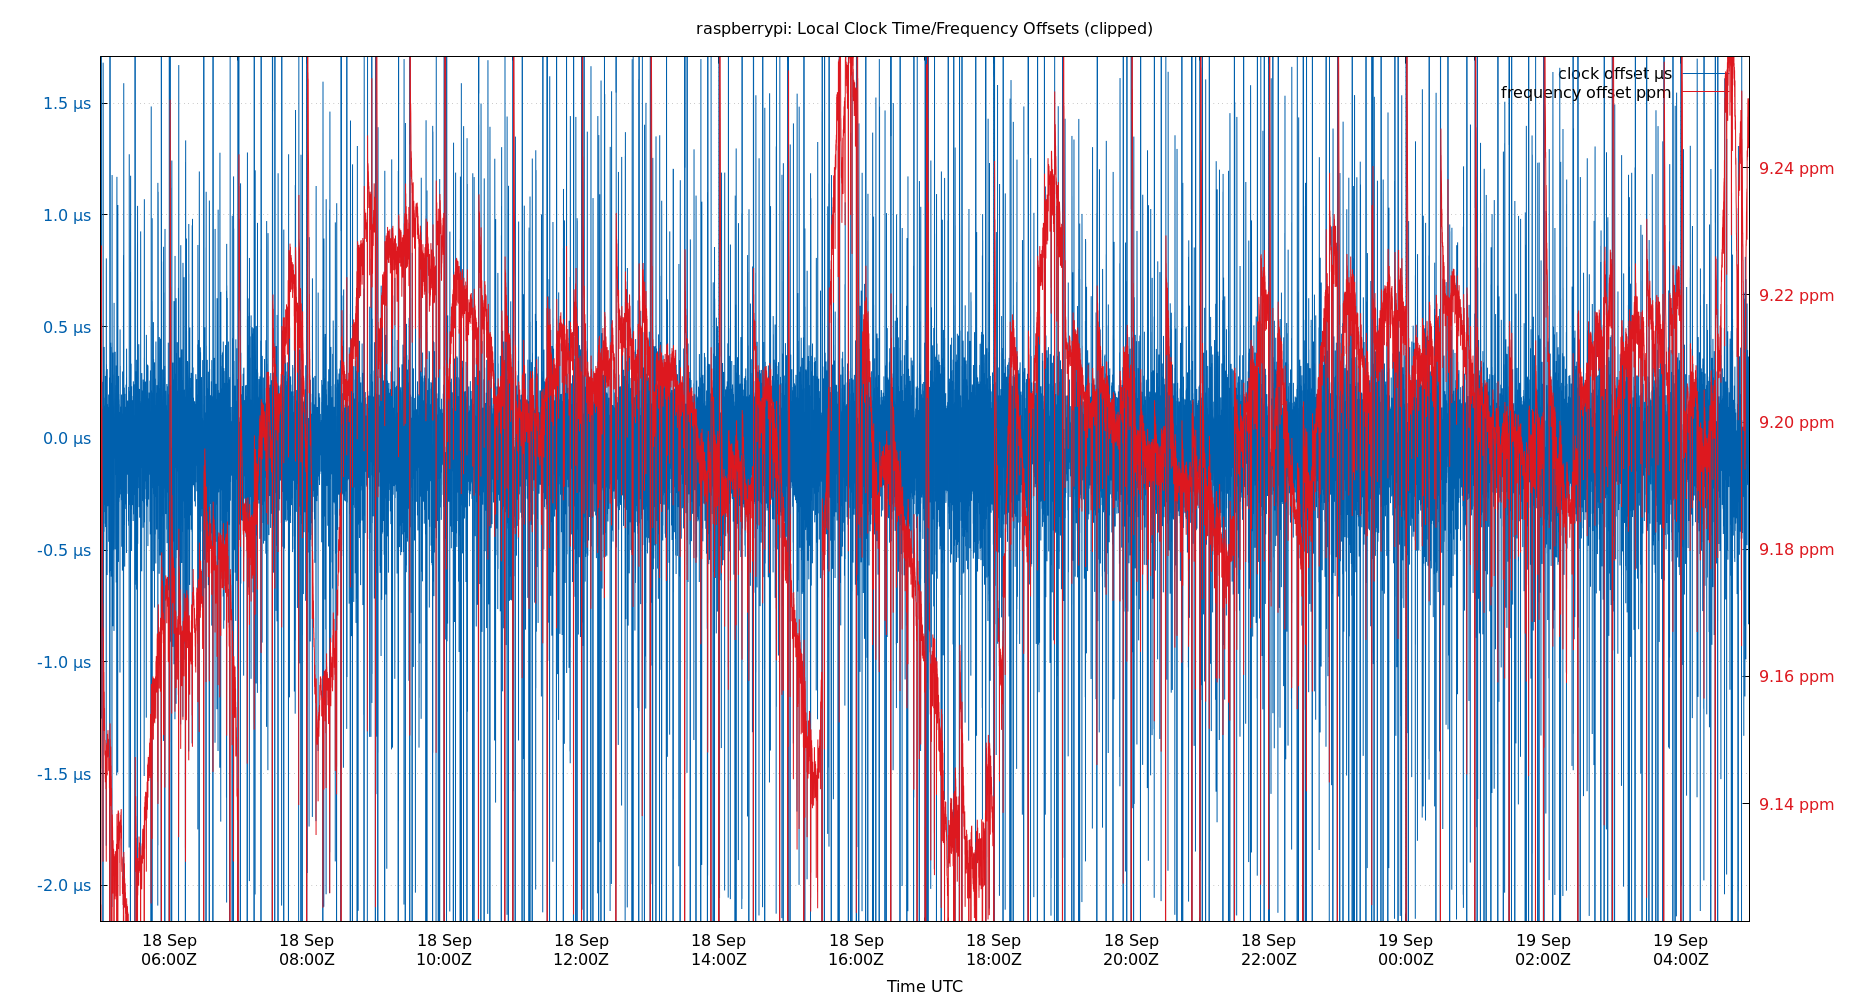 raspberrypi: Local Clock Time/Frequency Offsets (clipped)
clock offset µs
frequency offset ppm
1.5 µs
1.0 µs
0.5 µs
0.0 µs
-0.5 µs
-1.0 µs
-1.5 µs
-2.0 µs
9.24 ppm
9.22 ppm
9.20 ppm
9.18 ppm
9.16 ppm
9.14 ppm
18 Sep 18 Sep 18 Sep 18 Sep 18 Sep 18 Sep 18 Sep 18 Sep 18 Sep 19 Sep 19 Sep 19 Sep
06:00Z 08:00Z 10:00Z 12:00Z 14:00Z 16:00Z 18:00Z 20:00Z 22:00Z 00:00Z 02:00Z 04:00Z
Time UTC